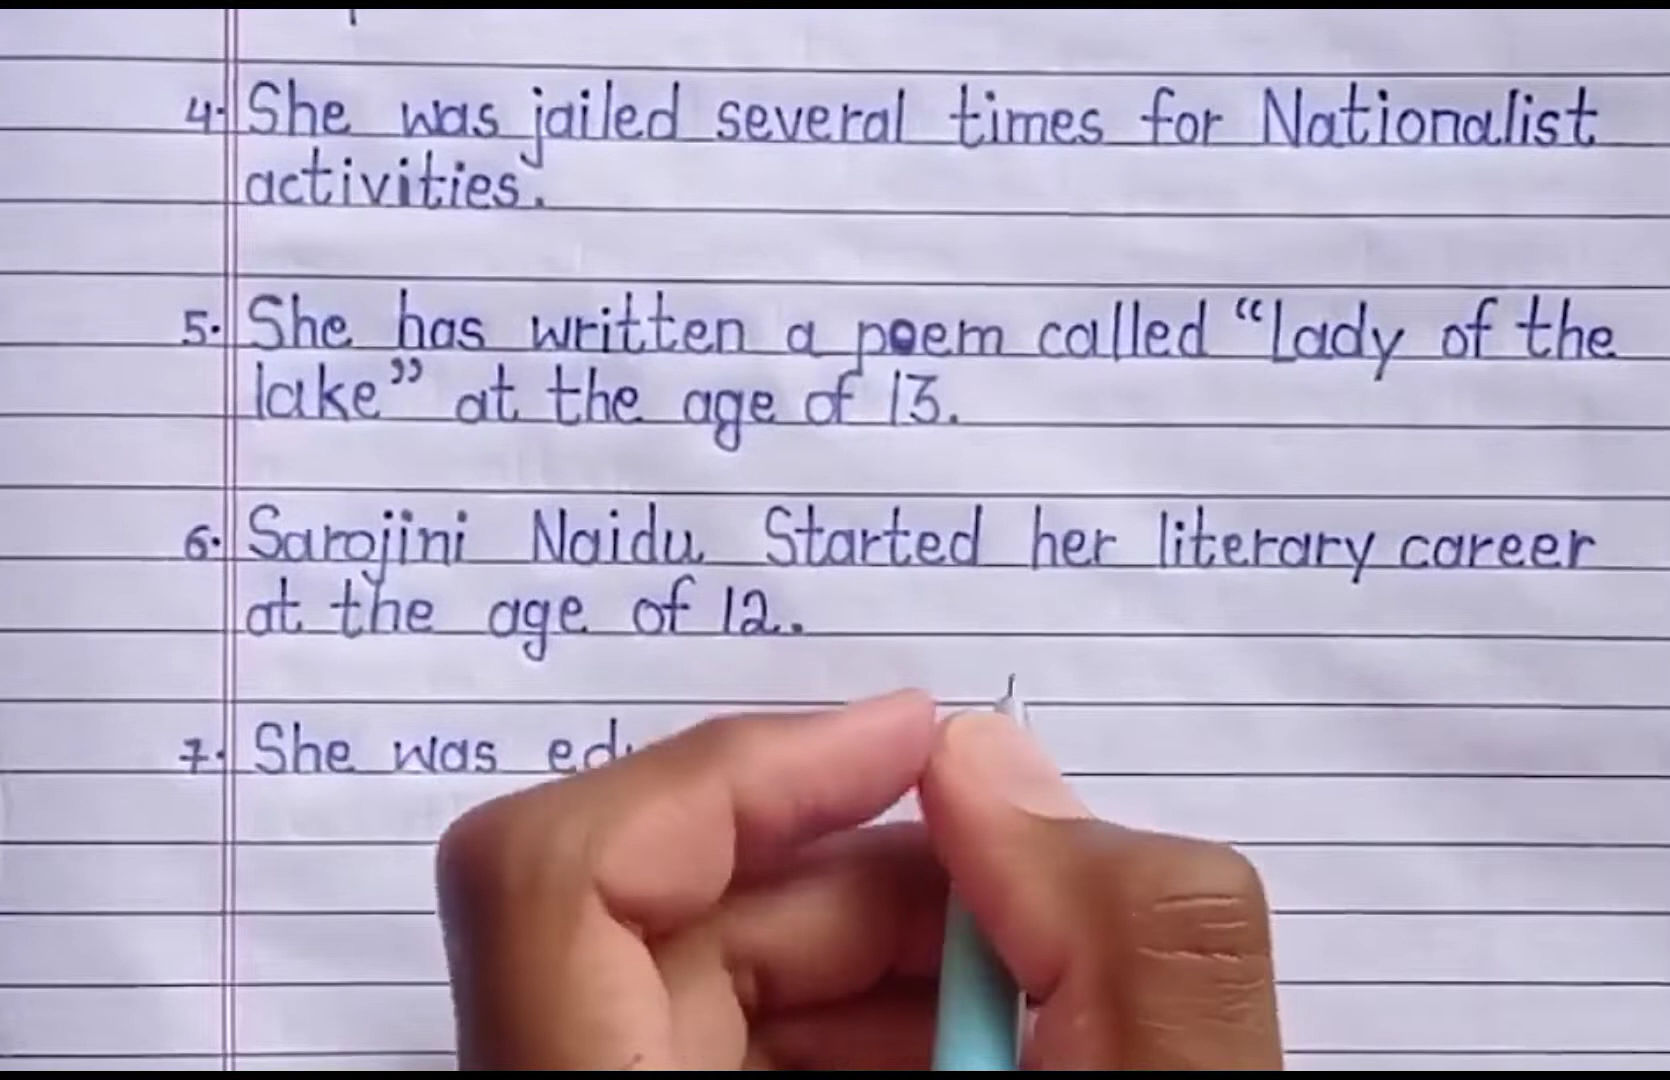 4. She was jailed several times for Nationalist
activities.
5. She has written a poem called “Lady of the
lake” at the age of 13.
6. Sarojini Naidu Started her literary career
at the age of 12.
7. She was